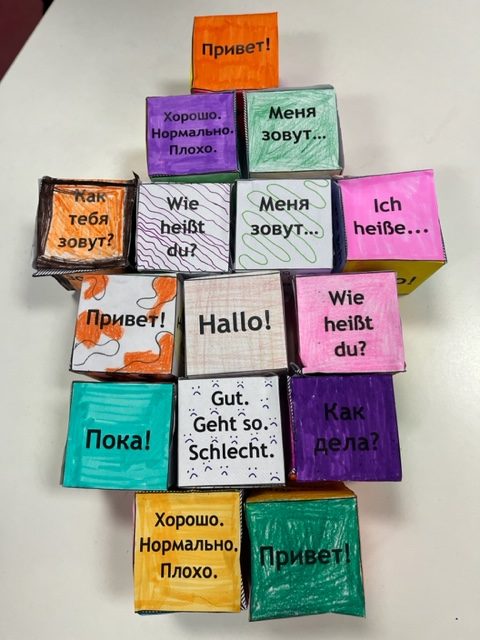 Привет!
Хорошо.
Нормально.
Плохо.
Меня
зовут...
Как
тебя
зовут?
Wie
heißt
du?
Меня
зовут...
Ich
heiße...
Привет!
Hallo!
Wie
heißt
du?
Пока!
Gut.
Geht so.
Schlecht.
Как
дела?
Хорошо.
Нормально.
Плохо.
Привет!